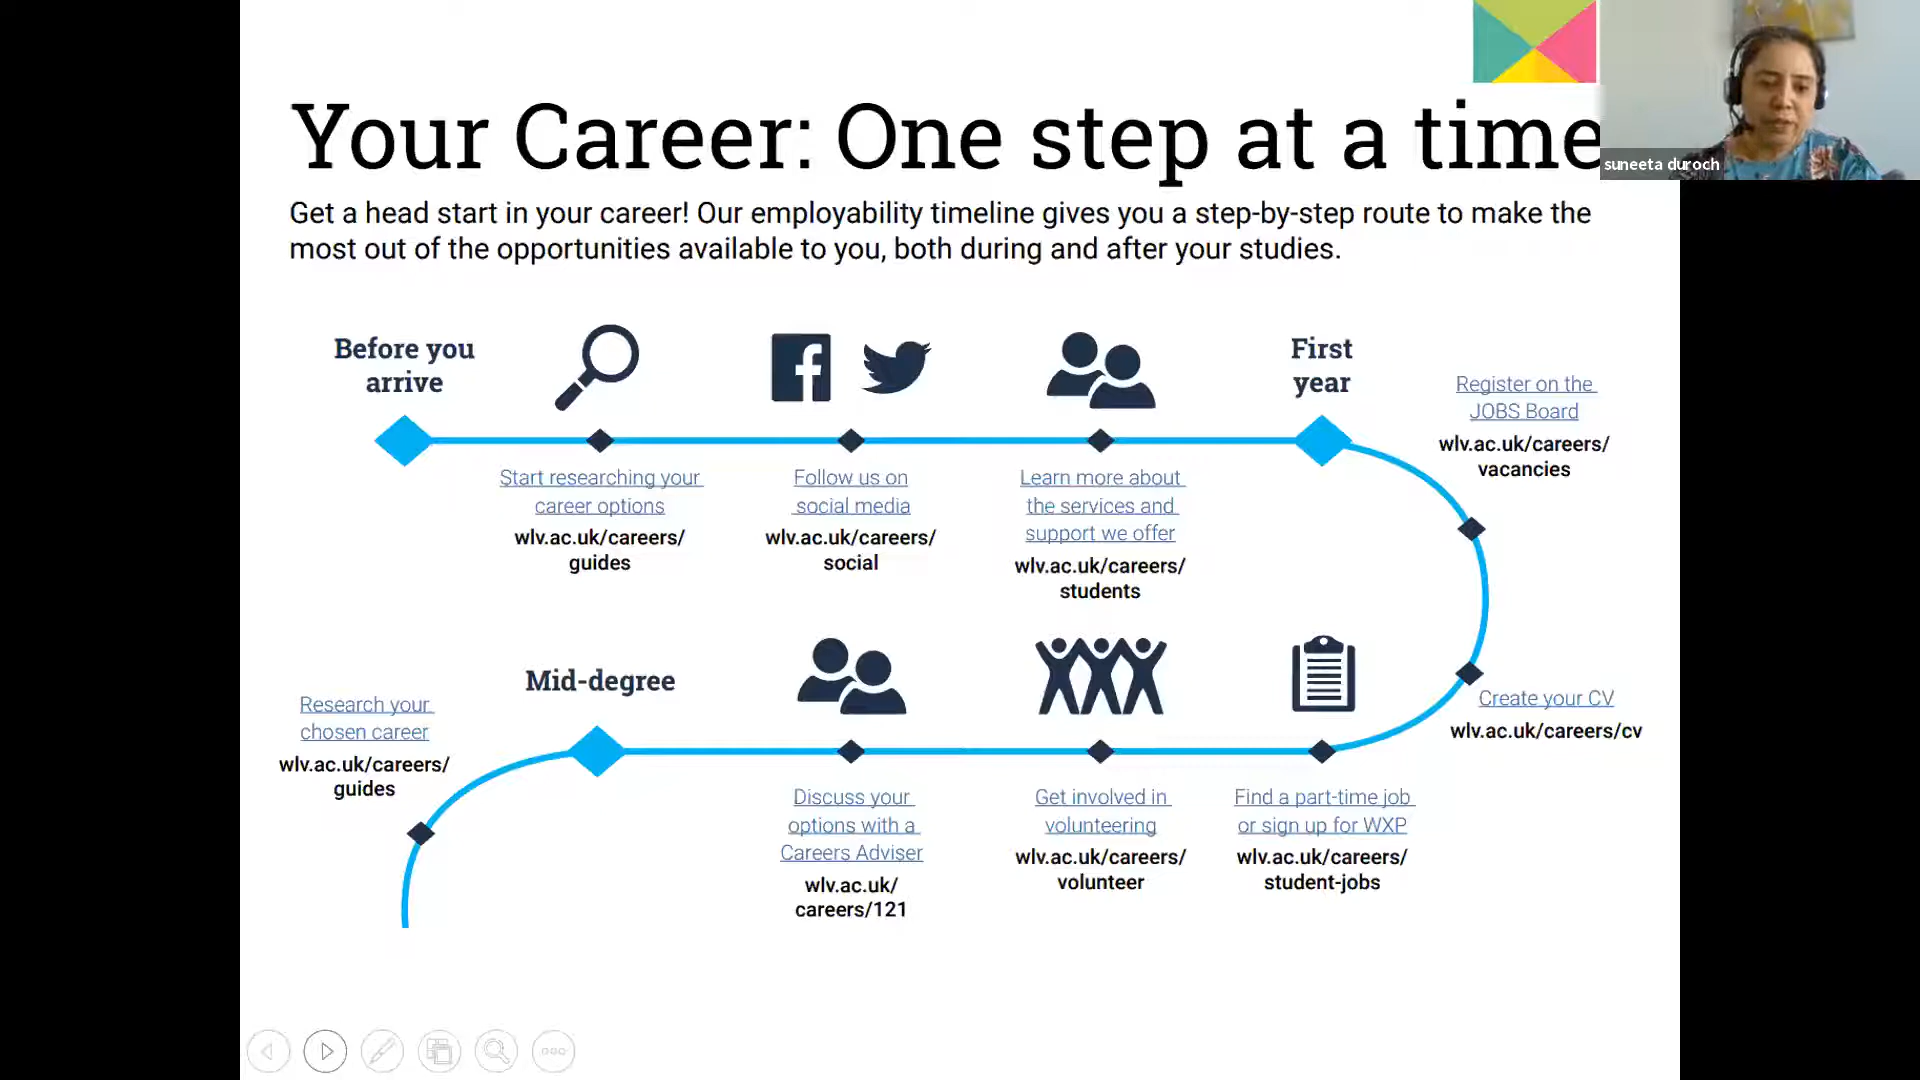 Your Career: One step at a time
suneeta duroch
Get a head start in your career! Our employability timeline gives you a step-by-step route to make the
most out of the opportunities available to you, both during and after your studies.
Before you
arrive
Start researching your
career options
wlv.ac.uk/careers/
guides
Follow us on
social media
wlv.ac.uk/careers/
social
Learn more about
the services and
support we offer
wlv.ac.uk/careers/
students
First
year
Register on the
JOBS Board
wlv.ac.uk/careers/
vacancies
Create your CV
wlv.ac.uk/careers/cv
Find a part-time job
or sign up for WXP
wlv.ac.uk/careers/
student-jobs
Get involved in
volunteering
wlv.ac.uk/careers/
volunteer
Discuss your
options with a
Careers Adviser
wlv.ac.uk/
careers/121
Mid-degree
Research your
chosen career
wlv.ac.uk/careers/
guides